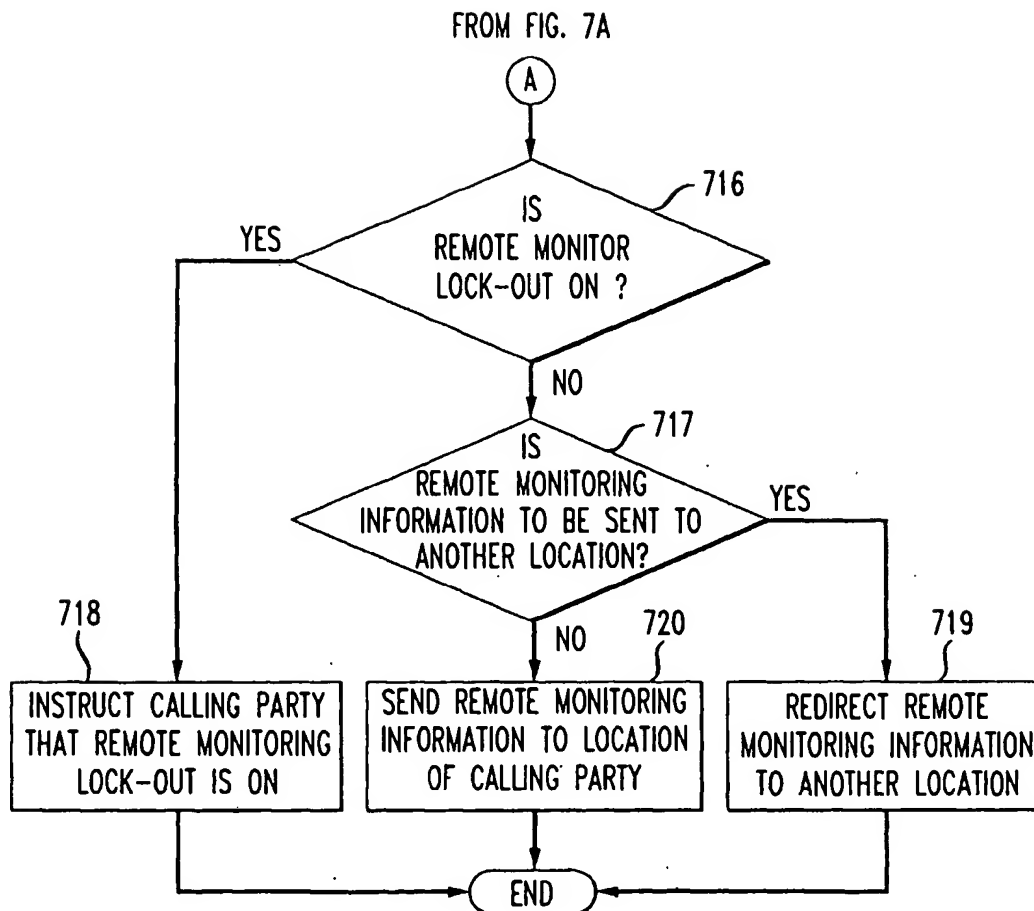 FROM FIG. 7A
A
716
IS
REMOTE MONITOR
LOCK-OUT ON ?
YES
NO
717
IS
REMOTE MONITORING
INFORMATION TO BE SENT TO
ANOTHER LOCATION?
YES
NO
718
INSTRUCT CALLING PARTY
THAT REMOTE MONITORING
LOCK-OUT IS ON
720
SEND REMOTE MONITORING
INFORMATION TO LOCATION
OF CALLING PARTY
719
REDIRECT REMOTE
MONITORING INFORMATION
TO ANOTHER LOCATION
END